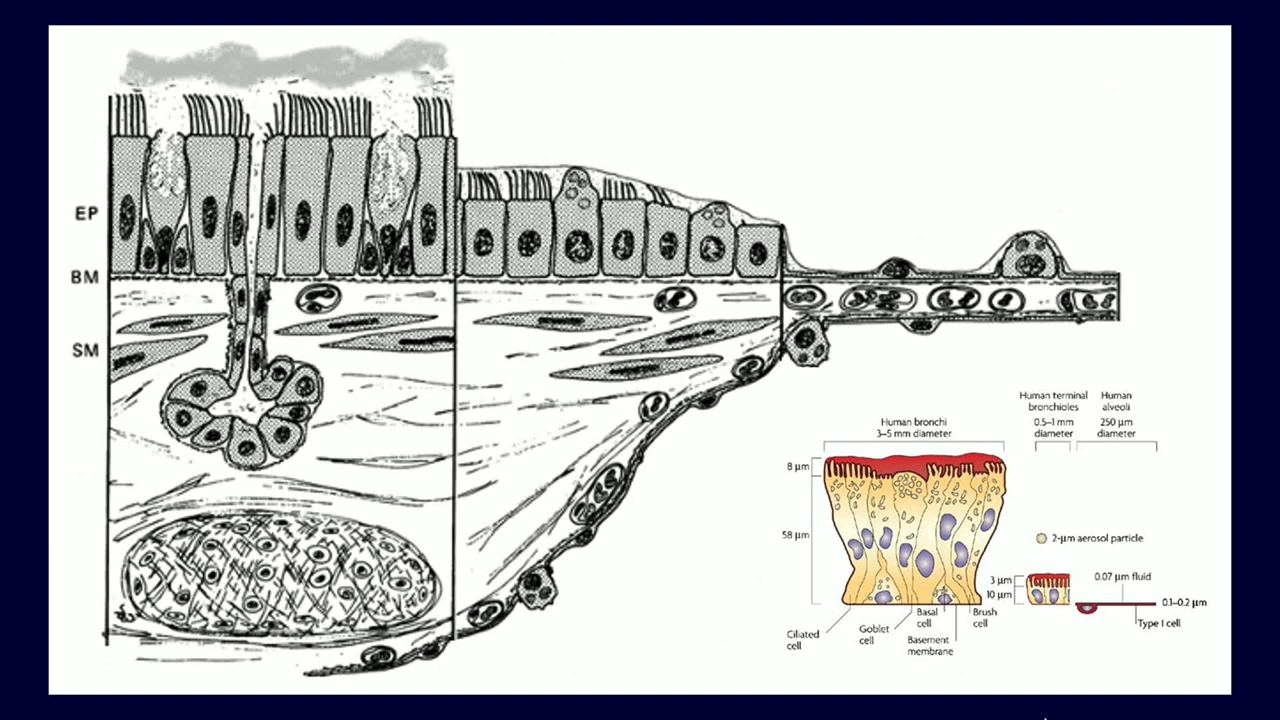 EP
BM
SM
Human bronchi
3–5 mm diameter
Human terminal
bronchioles
0.5–1 mm
diameter
Human
alveoli
250 µm
diameter
8 µm
58 µm
2-µm aerosol particle
3 µm
10 µm
0.07 µm fluid
0.1–0.2 µm
Type I cell
Ciliated
cell
Goblet
cell
Basal
cell
Basement
membrane
Brush
cell